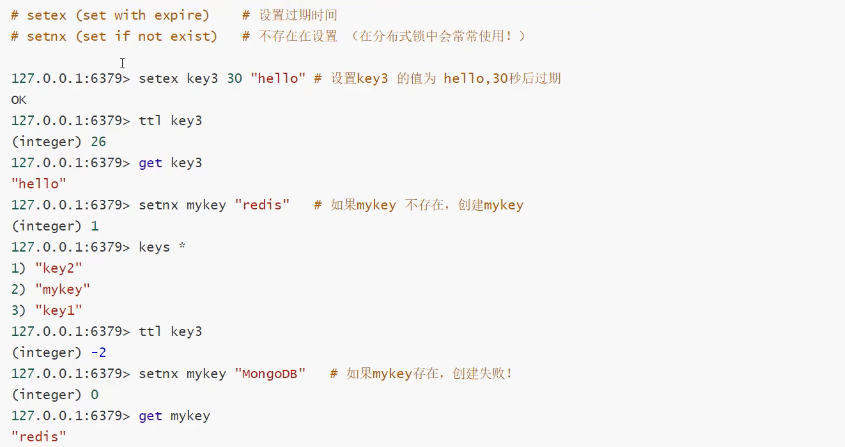 # setex (set with expire)    # 设置过期时间
# setnx (set if not exist)   # 不存在在设置 （在分布式锁中会常常使用！）
127.0.0.1:6379> setex key3 30 "hello" # 设置key3 的值为 hello,30秒后过期
OK
127.0.0.1:6379> ttl key3
(integer) 26
127.0.0.1:6379> get key3
"hello"
127.0.0.1:6379> setnx mykey "redis"   # 如果mykey 不存在，创建mykey
(integer) 1
127.0.0.1:6379> keys *
1) "key2"
2) "mykey"
3) "key1"
127.0.0.1:6379> ttl key3
(integer) -2
127.0.0.1:6379> setnx mykey "MongoDB"   # 如果mykey存在，创建失败！
(integer) 0
127.0.0.1:6379> get mykey
"redis"